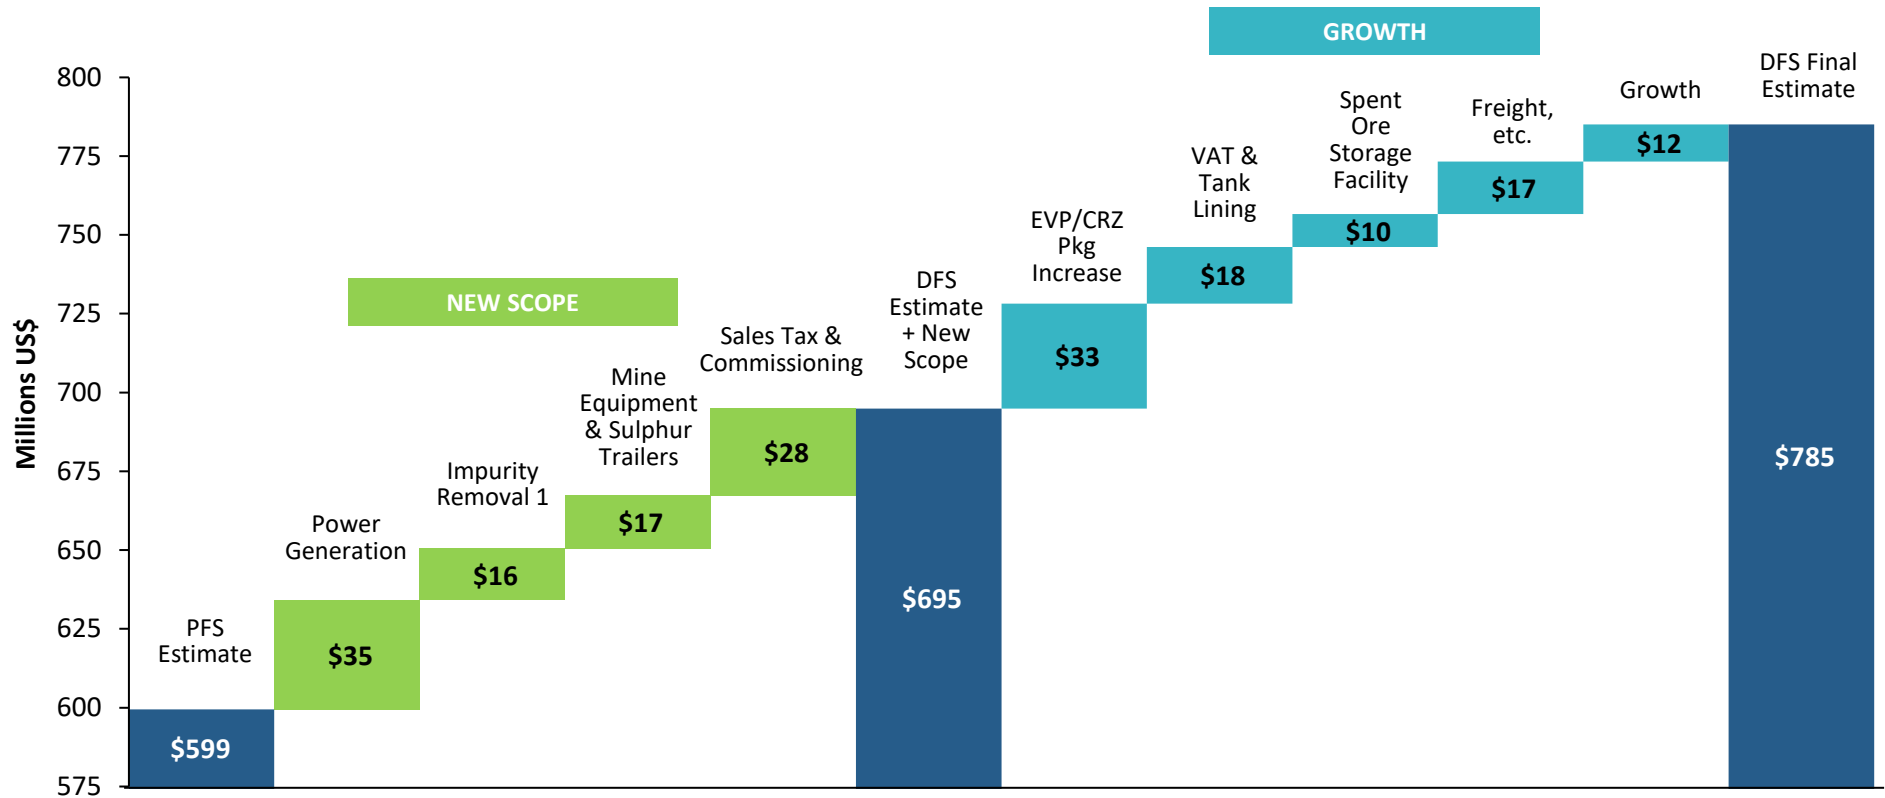 GROWTH
NEW SCOPE
Millions US$
800
775
750
725
700
675
650
625
600
575
PFS
Estimate
$599
Power
Generation
$35
Impurity
Removal 1
$16
Mine
Equipment
& Sulphur
Trailers
$17
Sales Tax &
Commissioning
$28
DFS
Estimate
+ New
Scope
$695
EVP/CRZ
Pkg
Increase
$33
VAT &
Tank
Lining
$18
Spent
Ore
Storage
Facility
$10
Freight,
etc.
$17
Growth
$12
DFS Final
Estimate
$785